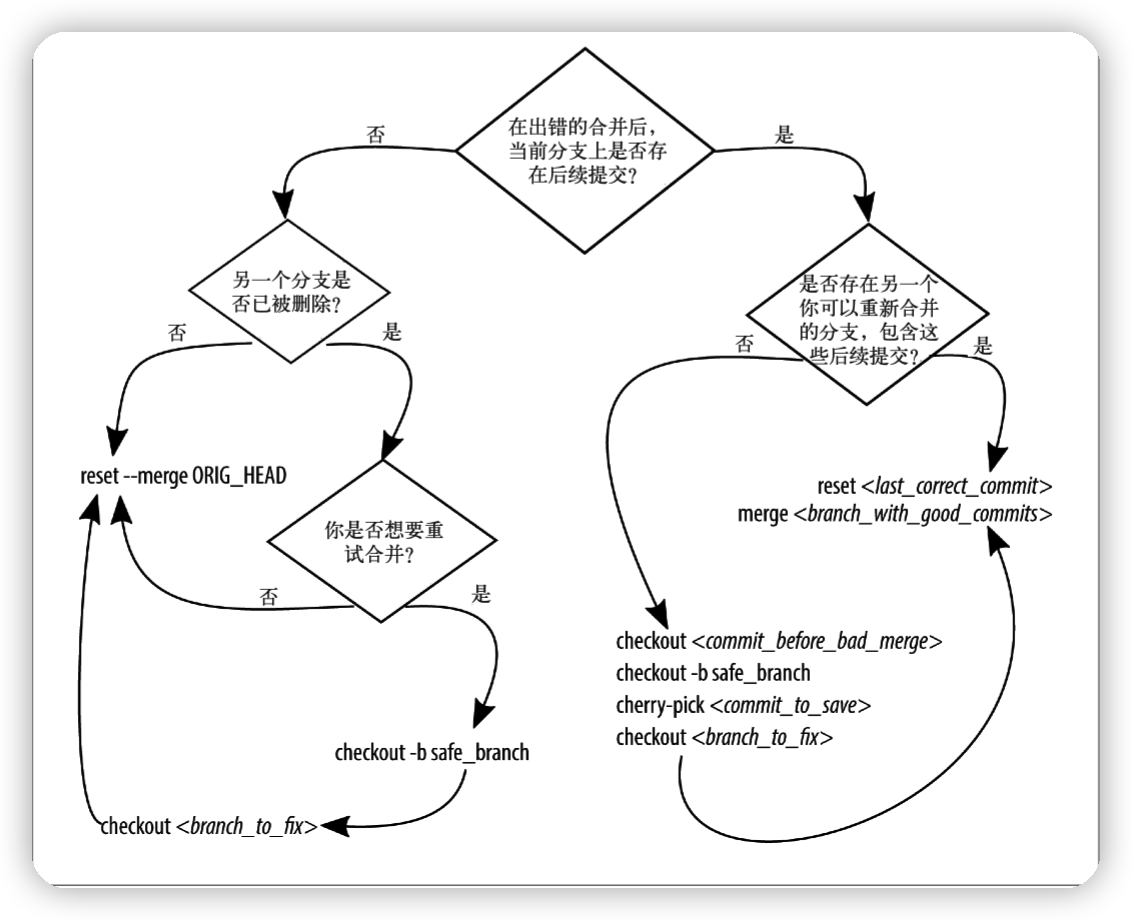 否
在出错的合并后，
当前分支上是否存
在后续提交？
是
另一个分支是
否已被删除？
否
是
是否存在另一个
你可以重新合并
的分支，包含这
些后续提交？
否
是
reset --merge ORIG_HEAD
reset <last_correct_commit>
merge <branch_with_good_commits>
你是否想要重
试合并？
否
是
checkout <commit_before_bad_merge>
checkout -b safe_branch
cherry-pick <commit_to_save>
checkout <branch_to_fix>
checkout -b safe_branch
checkout <branch_to_fix>